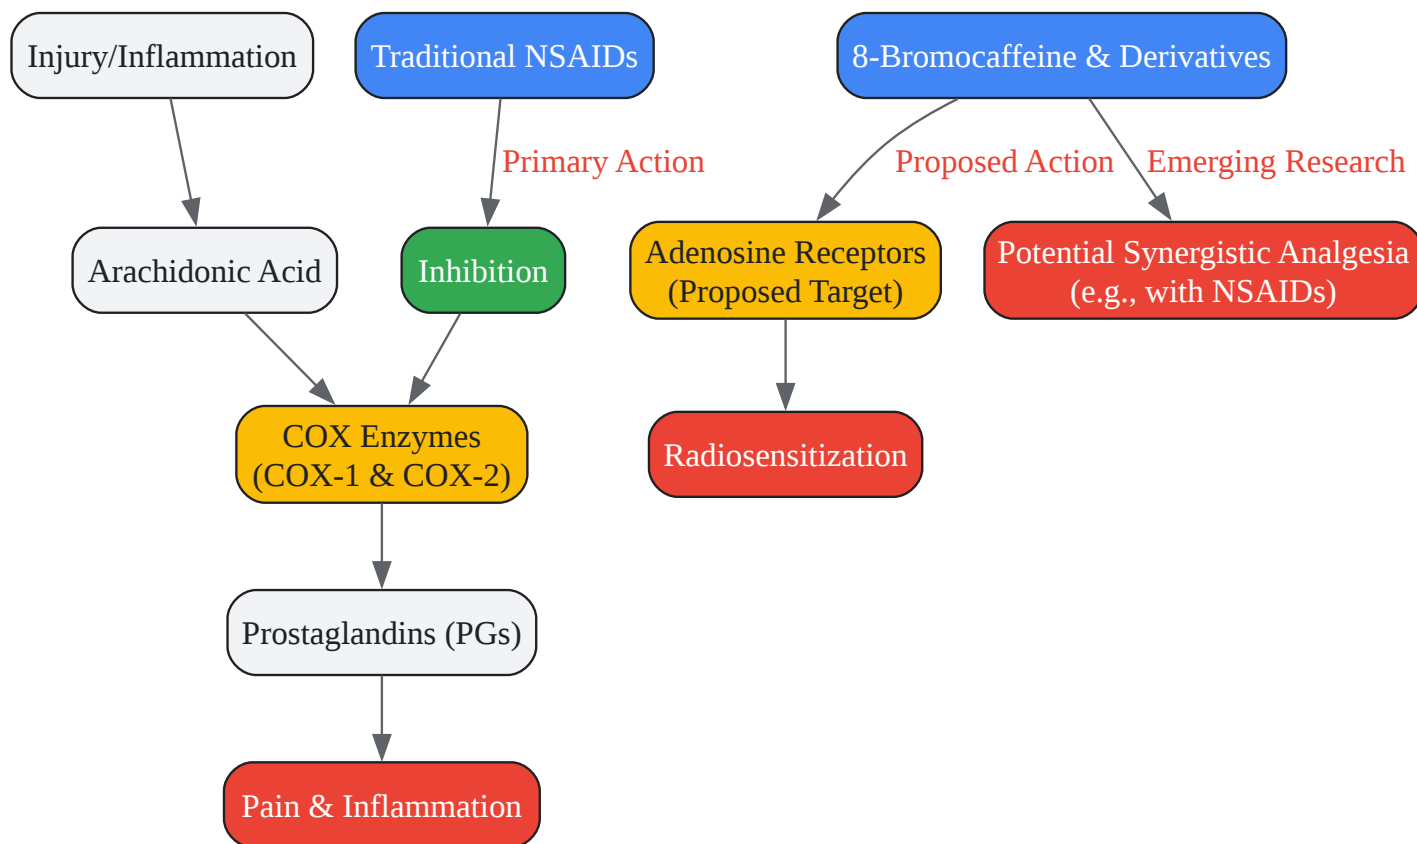 Injury/Inflammation
Traditional NSAIDs
8-Bromocaffeine & Derivatives
Primary Action
Proposed Action
Emerging Research
Arachidonic Acid
Inhibition
Adenosine Receptors
(Proposed Target)
Potential Synergistic Analgesia
(e.g., with NSAIDs)
COX Enzymes
(COX-1 & COX-2)
Radiosensitization
Prostaglandins (PGs)
Pain & Inflammation